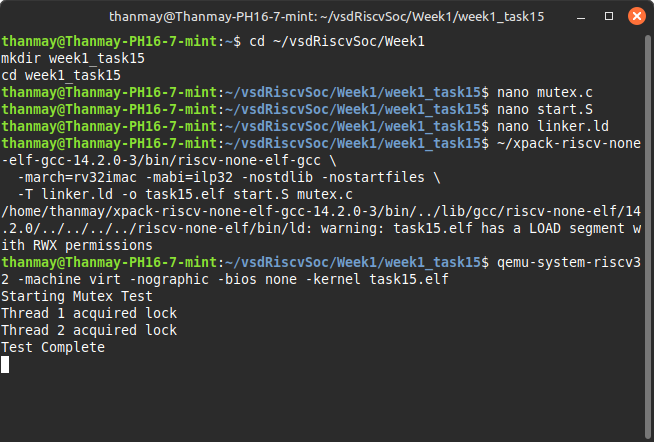 thanmay@Thanmay-PH16-7-mint: ~/vsdRiscvSoc/Week1/week1_task15
thanmay@Thanmay-PH16-7-mint:~$ cd ~/vsdRiscvSoc/Week1
mkdir week1_task15
cd week1_task15
thanmay@Thanmay-PH16-7-mint:~/vsdRiscvSoc/Week1/week1_task15$ nano mutex.c
thanmay@Thanmay-PH16-7-mint:~/vsdRiscvSoc/Week1/week1_task15$ nano start.S
thanmay@Thanmay-PH16-7-mint:~/vsdRiscvSoc/Week1/week1_task15$ nano linker.ld
thanmay@Thanmay-PH16-7-mint:~/vsdRiscvSoc/Week1/week1_task15$ ~/xpack-riscv-none
-elf-gcc-14.2.0-3/bin/riscv-none-elf-gcc \
  -march=rv32imac -mabi=ilp32 -nostdlib -nostartfiles \
  -T linker.ld -o task15.elf start.S mutex.c
/home/thanmay/xpack-riscv-none-elf-gcc-14.2.0-3/bin/../lib/gcc/riscv-none-elf/14
.2.0/../../../../riscv-none-elf/bin/ld: warning: task15.elf has a LOAD segment w
ith RWX permissions
thanmay@Thanmay-PH16-7-mint:~/vsdRiscvSoc/Week1/week1_task15$ qemu-system-riscv3
2 -machine virt -nographic -bios none -kernel task15.elf
Starting Mutex Test
Thread 1 acquired lock
Thread 2 acquired lock
Test Complete